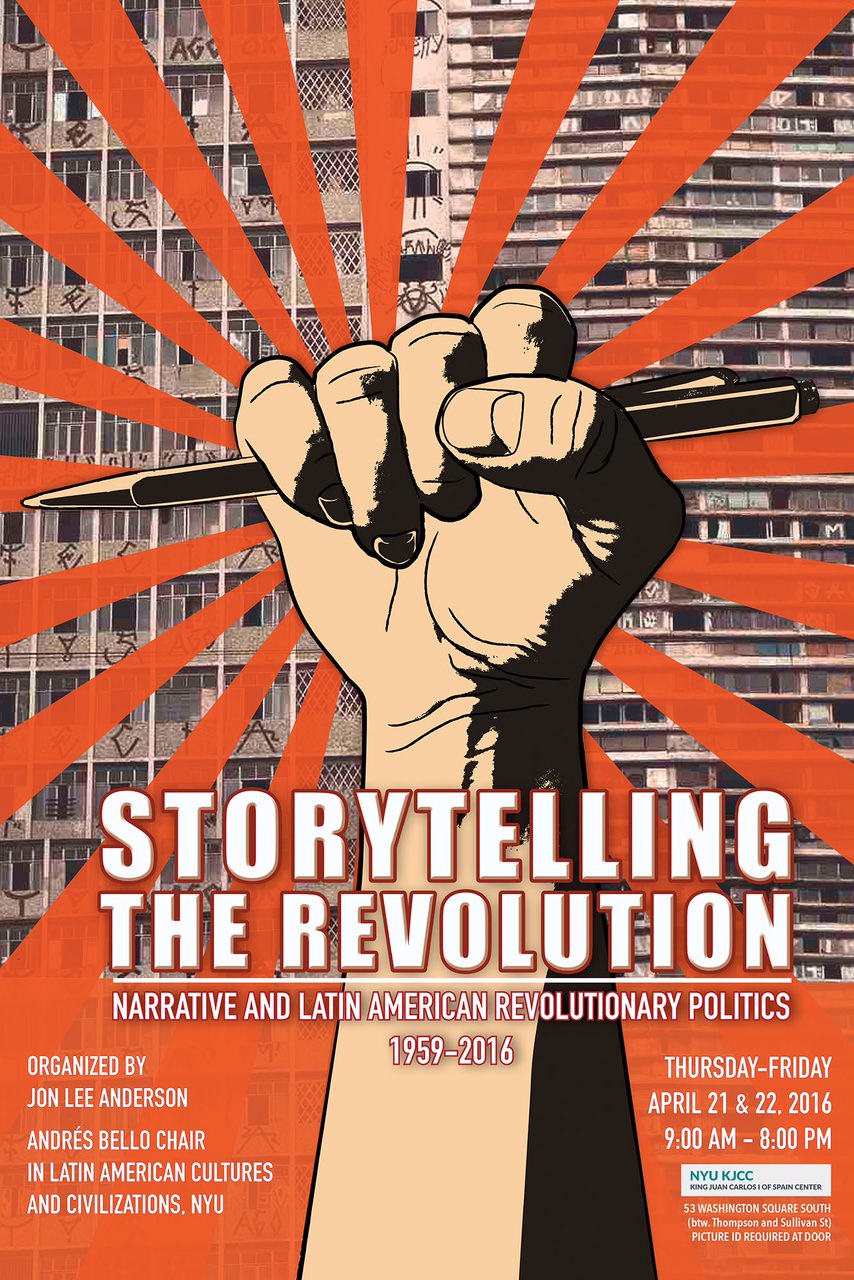 STORYTELLING
THE REVOLUTION
NARRATIVE AND LATIN AMERICAN REVOLUTIONARY POLITICS
1959–2016
ORGANIZED BY
JON LEE ANDERSON
ANDRÉS BELLO CHAIR
IN LATIN AMERICAN CULTURES
AND CIVILIZATIONS, NYU
THURSDAY–FRIDAY
APRIL 21 & 22, 2016
9:00 AM – 8:00 PM
NYU KJCC
KING JUAN CARLOS I OF SPAIN CENTER
53 WASHINGTON SQUARE SOUTH
(btw. Thompson and Sullivan St)
PICTURE ID REQUIRED AT DOOR